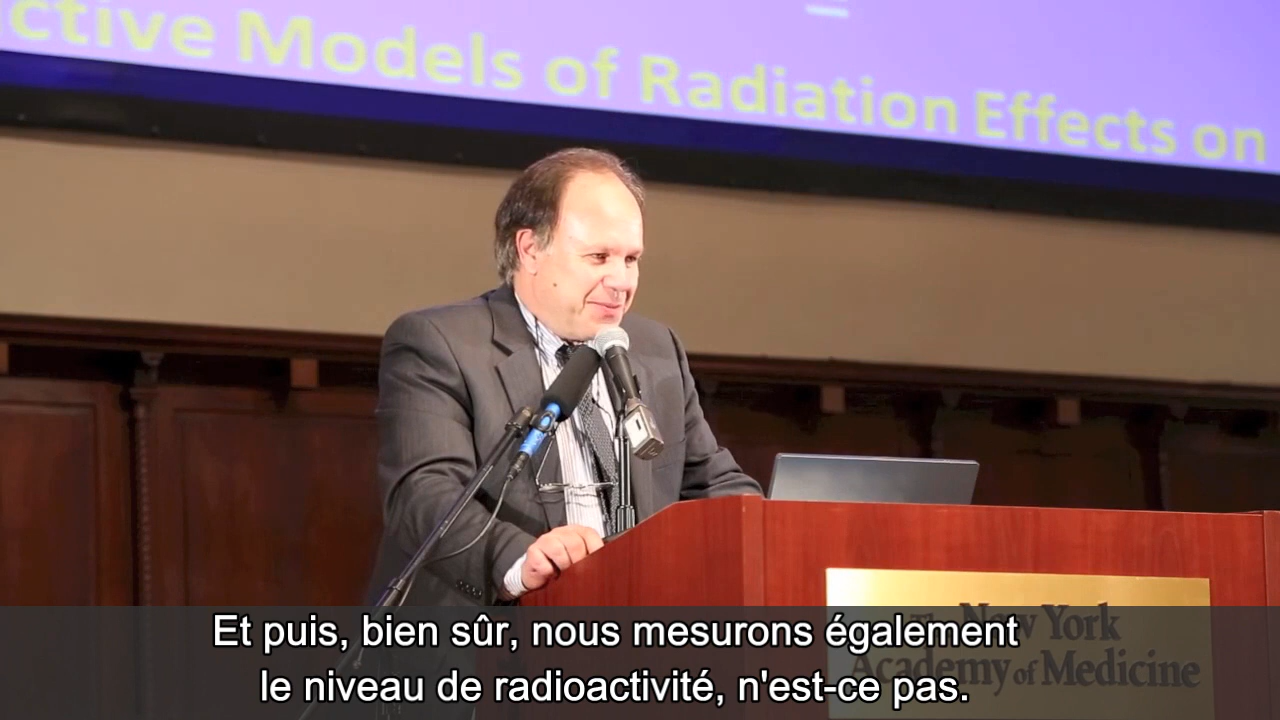 ctive Models of Radiation Effects on
Et puis, bien sûr, nous mesurons également
le niveau de radioactivité, n'est-ce pas.
The New York
Academy of Medicine